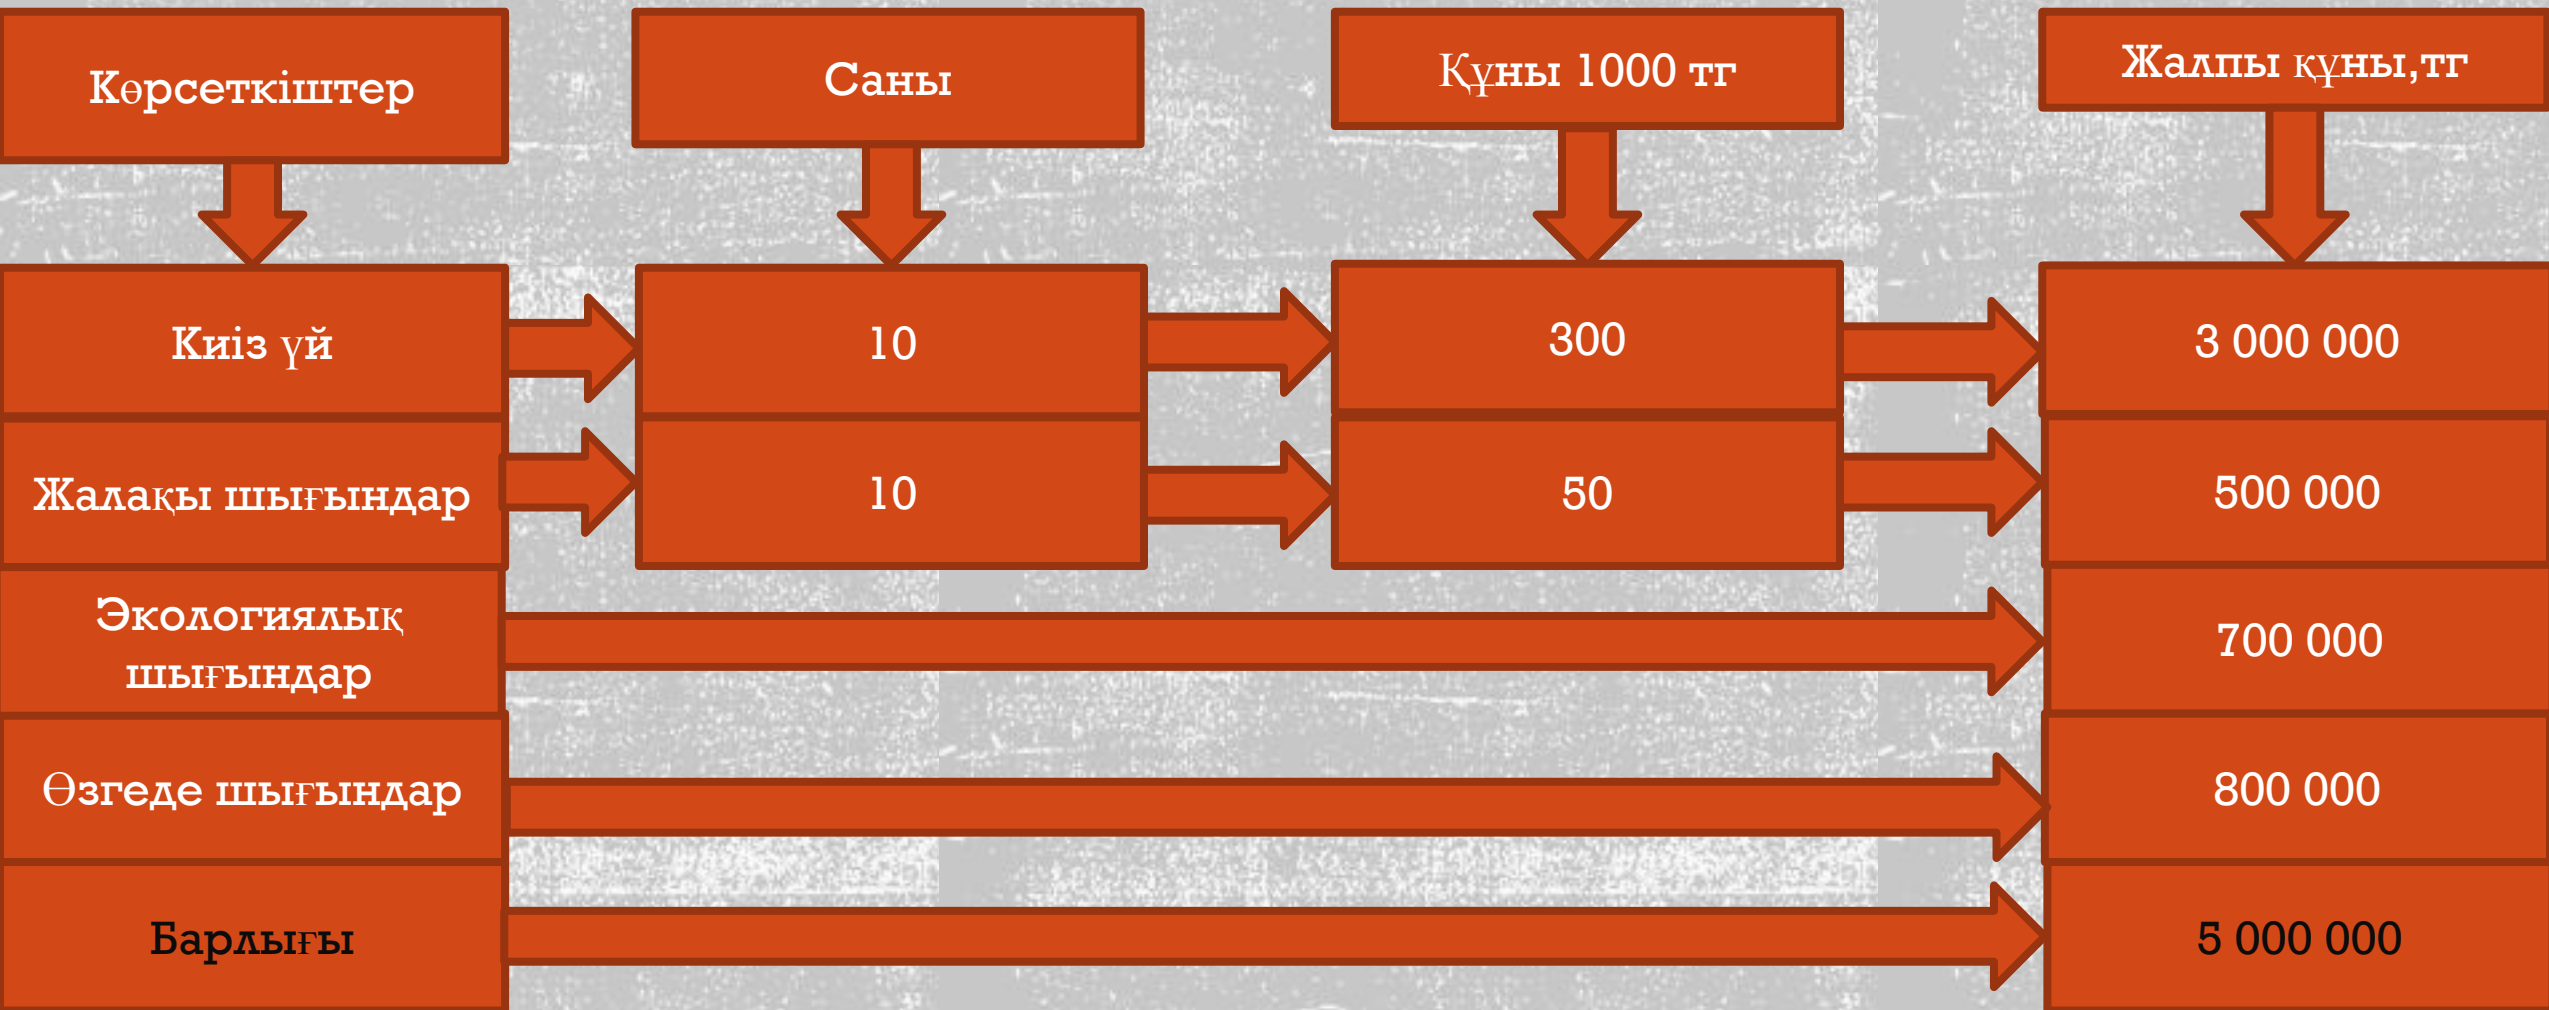 Көрсеткіштер
Саны
Құны 1000 тг
Жалпы құны,тг
Киіз үй
10
300
3 000 000
Жалақы шығындар
10
50
500 000
Экологиялық
шығындар
700 000
Өзгеде шығындар
800 000
Барлығы
5 000 000